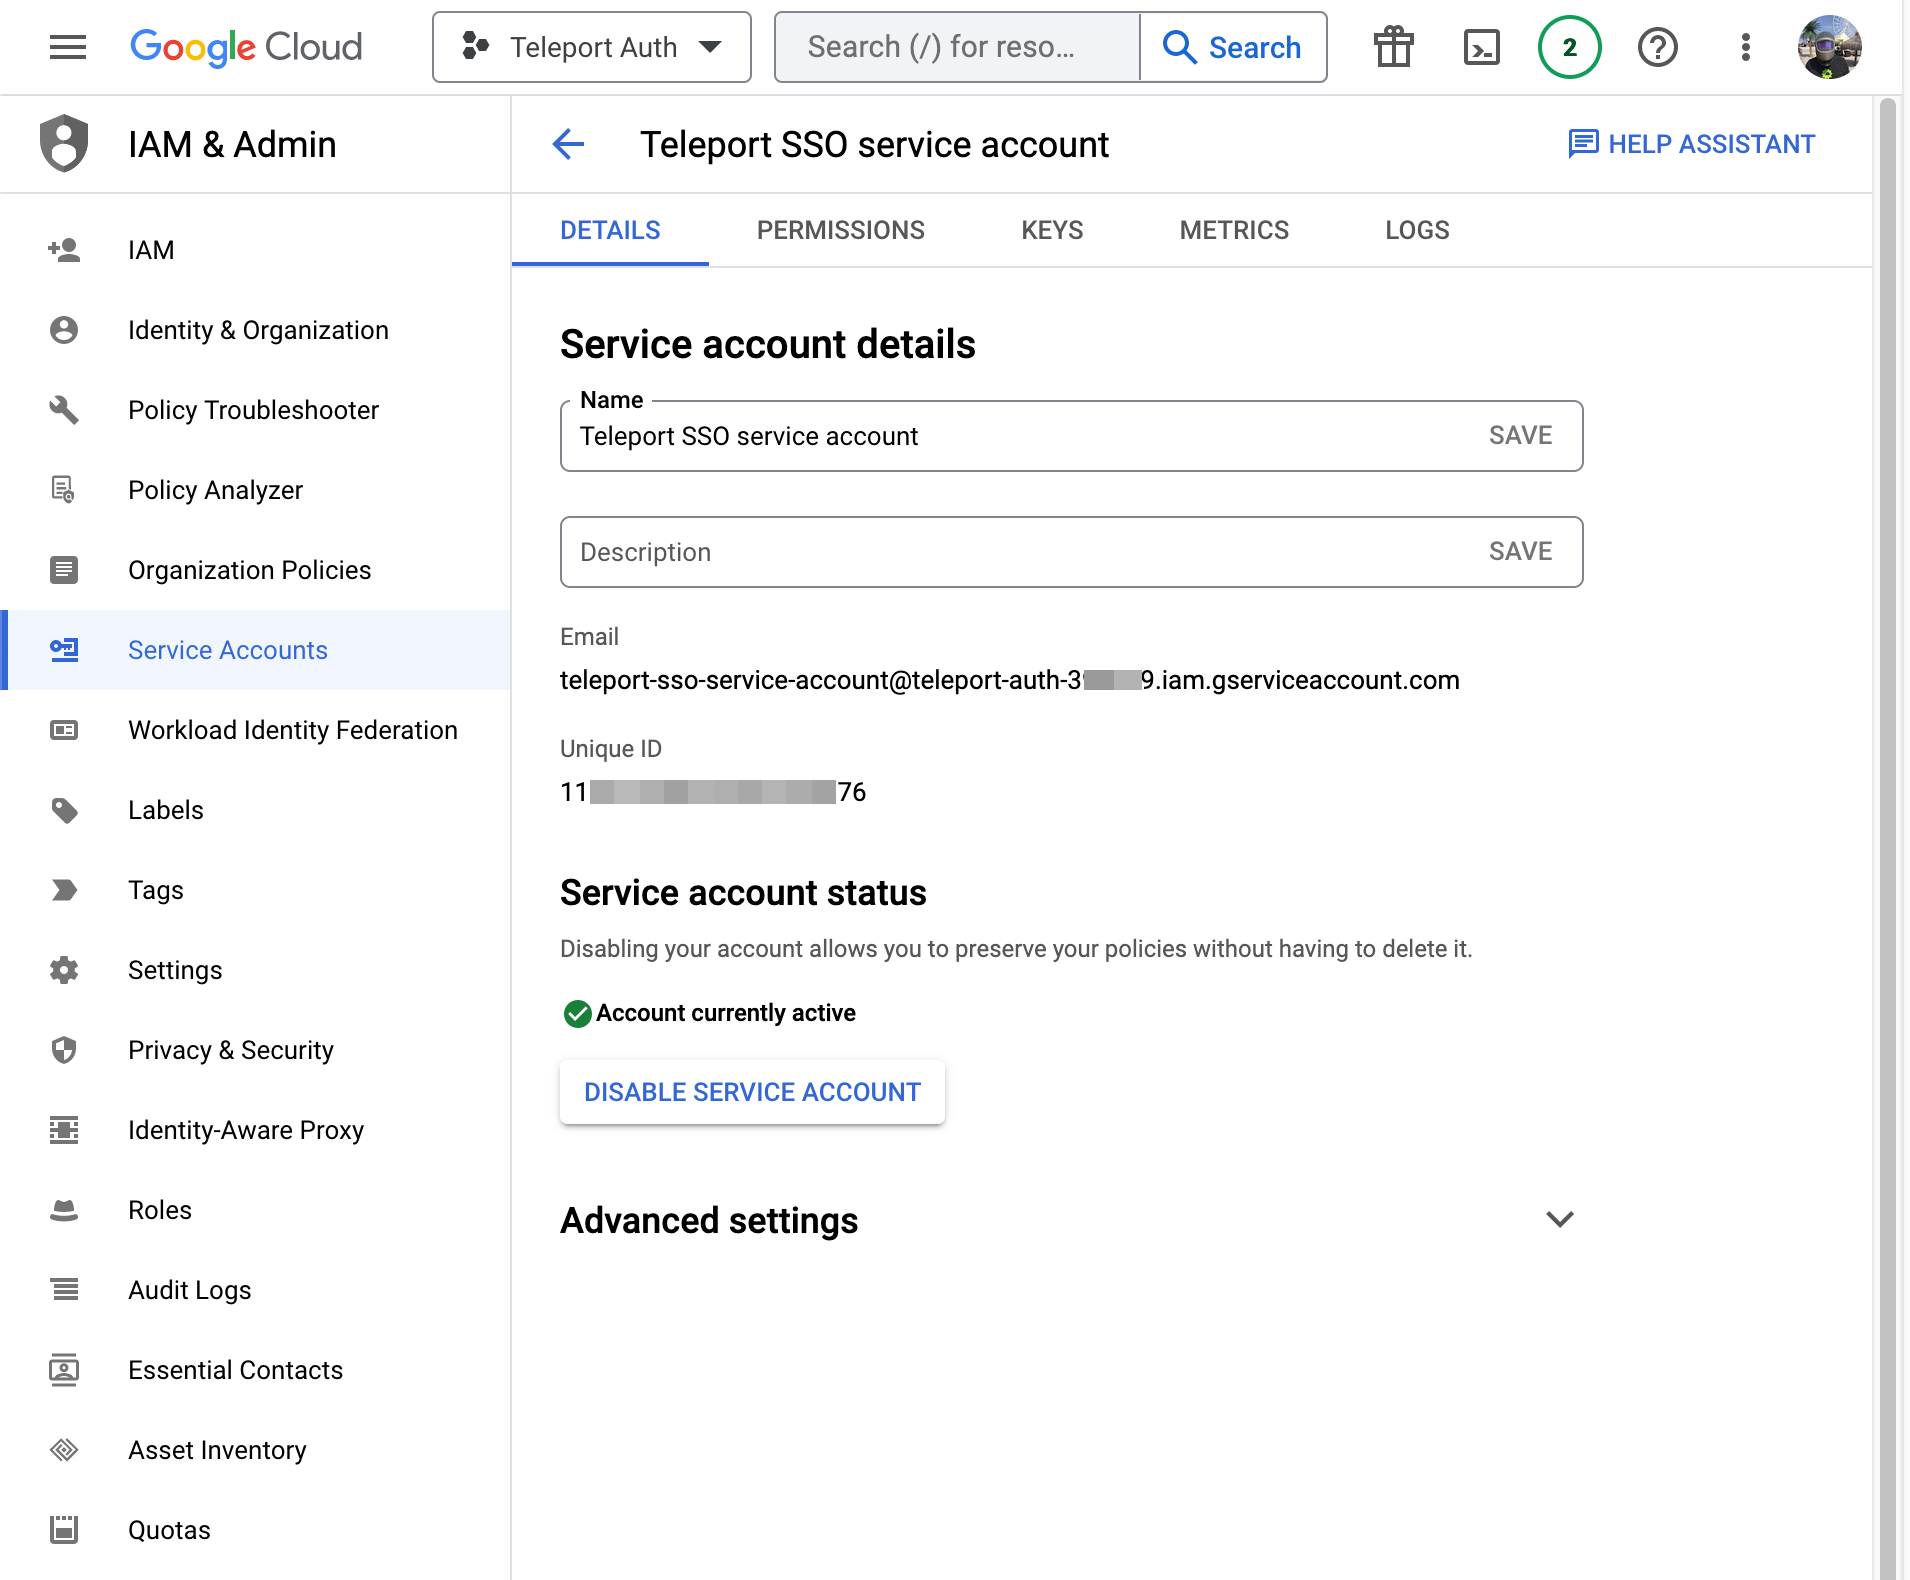 Google Cloud
Teleport Auth
Search (/) for reso...
Search
2
IAM & Admin
IAM
Identity & Organization
Policy Troubleshooter
Policy Analyzer
Organization Policies
Service Accounts
Workload Identity Federation
Labels
Tags
Settings
Privacy & Security
Identity-Aware Proxy
Roles
Audit Logs
Essential Contacts
Asset Inventory
Quotas
Teleport SSO service account
HELP ASSISTANT
DETAILS PERMISSIONS KEYS METRICS LOGS
Service account details
Name
Teleport SSO service account SAVE
Description SAVE
Email
teleport-sso-service-account@teleport-auth-3 9.iam.gserviceaccount.com
Unique ID
11 76
Service account status
Disabling your account allows you to preserve your policies without having to delete it.
Account currently active
DISABLE SERVICE ACCOUNT
Advanced settings